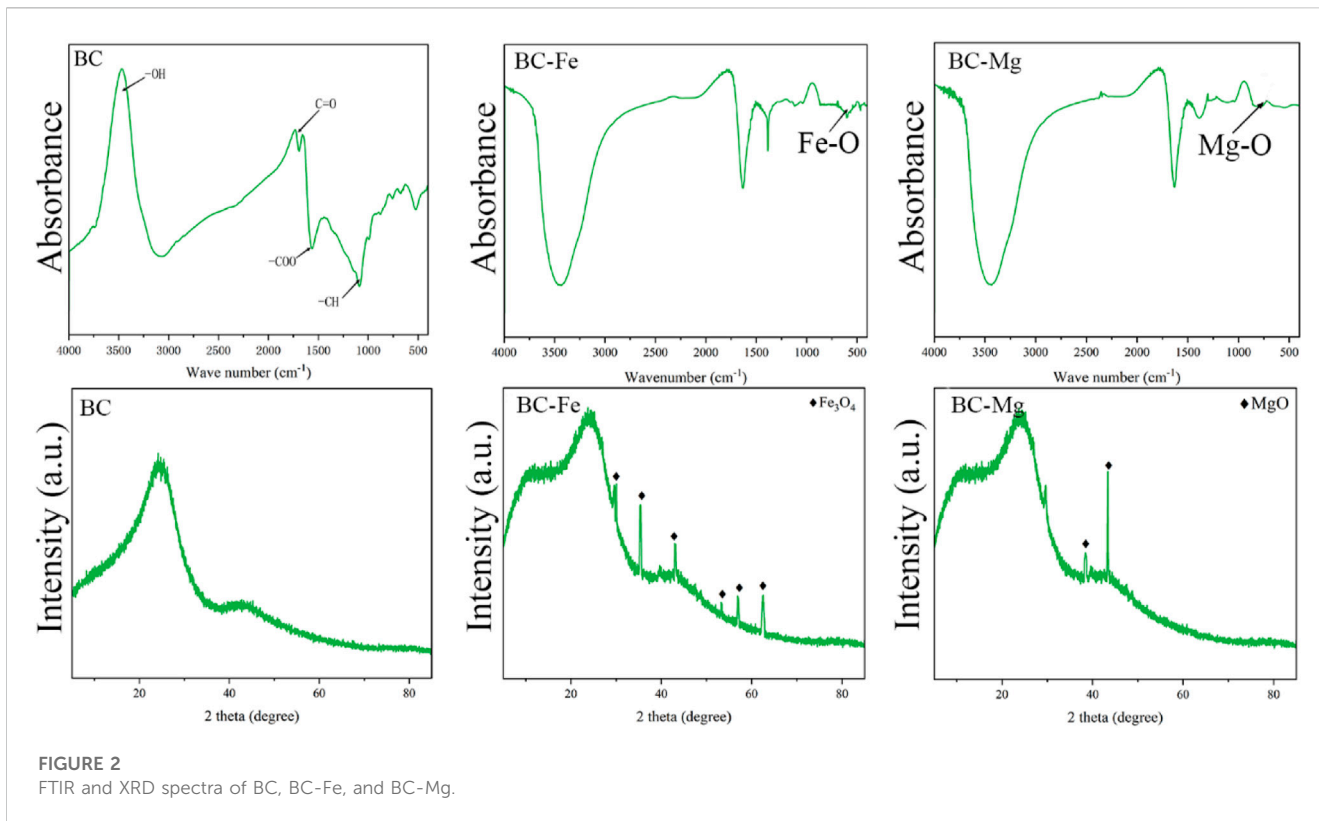 BC
−OH
C=O
−COO
−CH
Absorbance
4000 3500 3000 2500 2000 1500 1000 500
Wave number (cm⁻¹)
BC-Fe
Fe-O
Absorbance
4000 3500 3000 2500 2000 1500 1000 500
Wavenumber (cm⁻¹)
BC-Mg
Mg-O
Absorbance
4000 3500 3000 2500 2000 1500 1000 500
Wave number (cm⁻¹)
BC
Intensity (a.u.)
20 40 60 80
2 theta (degree)
BC-Fe
♦Fe₃O₄
Intensity (a.u.)
20 40 60 80
2 theta (degree)
BC-Mg
♦MgO
Intensity (a.u.)
20 40 60 80
2 theta (degree)
FIGURE 2
FTIR and XRD spectra of BC, BC-Fe, and BC-Mg.